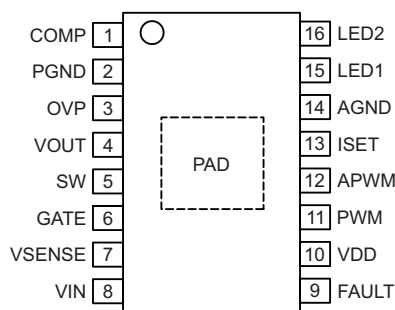 COMP 1 16 LED2
PGND 2 15 LED1
OVP 3 14 AGND
VOUT 4 13 ISET
PAD
SW 5 12 APWM
GATE 6 11 PWM
VSENSE 7 10 VDD
VIN 8 9 FAULT